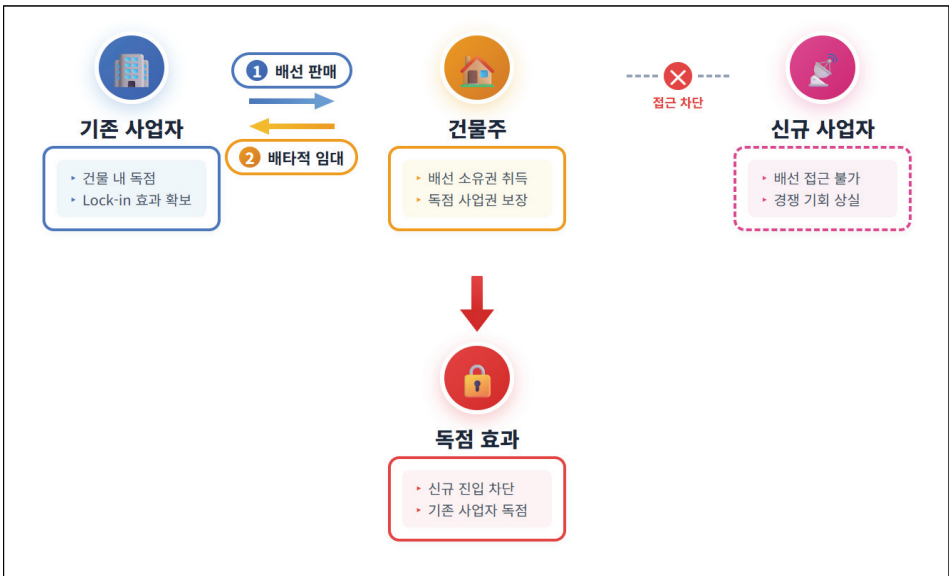 1 배선 판매
접근 차단
기존 사업자
2 배타적 임대
건물주
신규 사업자
‣ 건물 내 독점
‣ Lock-in 효과 확보
‣ 배선 소유권 취득
‣ 독점 사업권 보장
‣ 배선 접근 불가
‣ 경쟁 기회 상실
독점 효과
‣ 신규 진입 차단
‣ 기존 사업자 독점